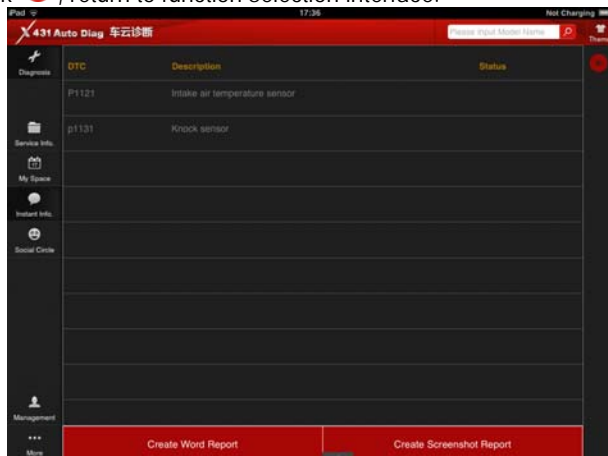 k , return to function selection interface.
iPad 17:36 Not Charging
X 431 Auto Diag 车云诊断 Please Input Model Name Theme
Diagnosis
DTC Description Status
P1121 Intake air temperature sensor
p1131 Knock sensor
Service Info.
My Space
Instant Info.
Social Circle
Management
More
Create Word Report Create Screenshot Report